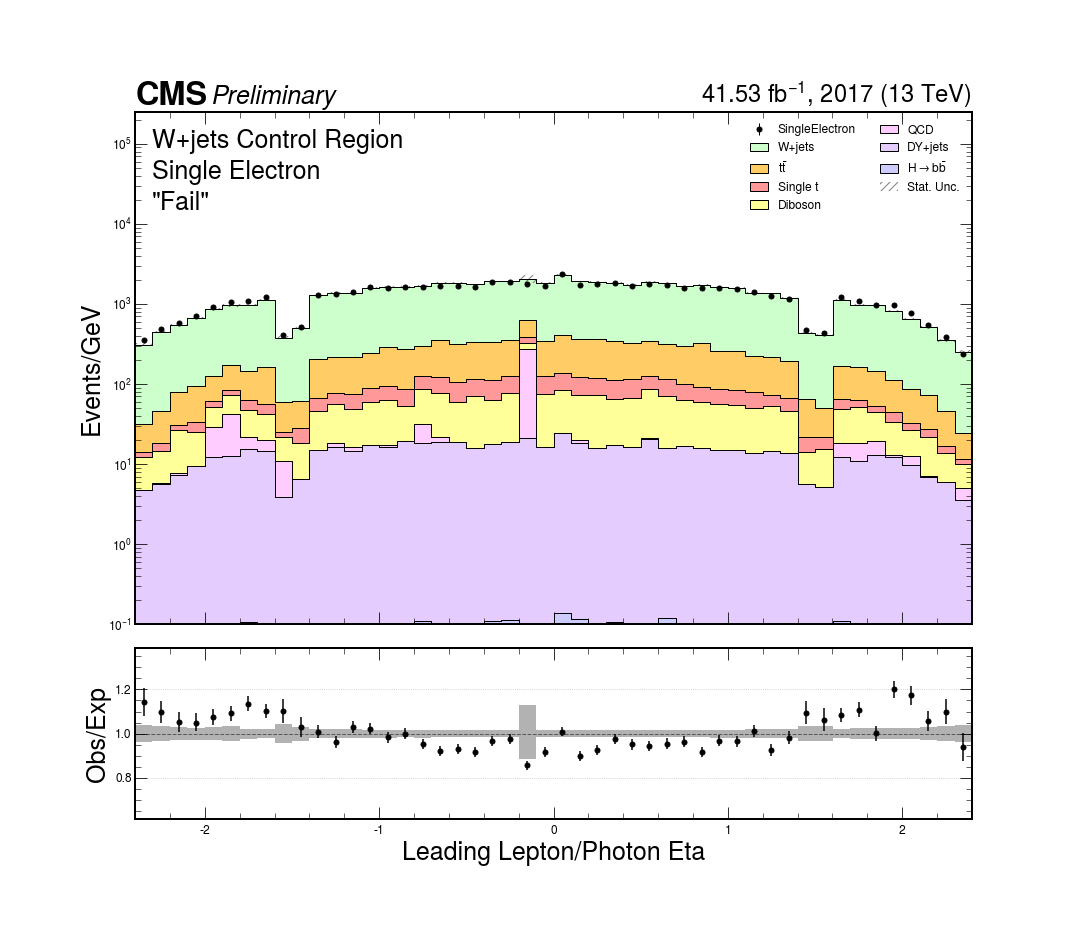 CMS Preliminary
41.53 fb⁻¹, 2017 (13 TeV)
W+jets Control Region
Single Electron
"Fail"
SingleElectron
W+jets
tt̄
Single t
Diboson
QCD
DY+jets
H→bb̄
Stat. Unc.
Events/GeV
10⁵
10⁴
10³
10²
10¹
10⁰
10⁻¹
Obs/Exp
1.2
1.0
0.8
-2 -1 0 1 2
Leading Lepton/Photon Eta